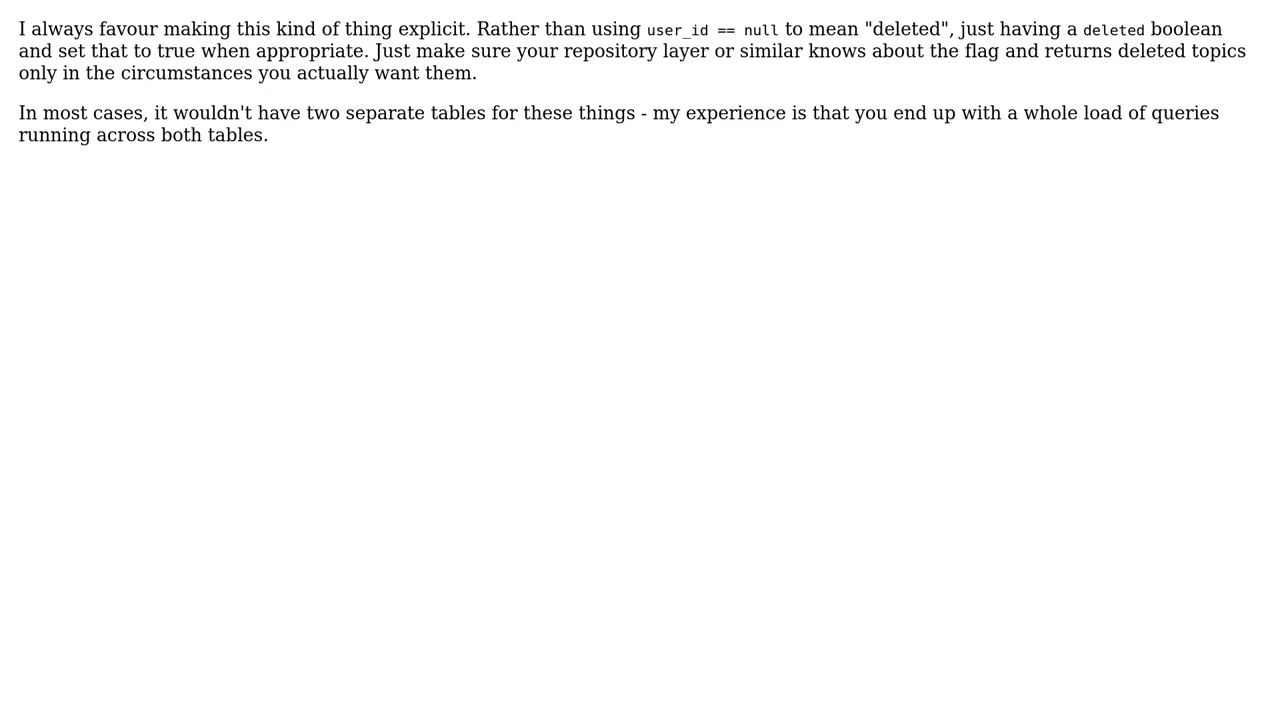 I always favour making this kind of thing explicit. Rather than using user_id == null to mean "deleted", just having a deleted boolean
and set that to true when appropriate. Just make sure your repository layer or similar knows about the flag and returns deleted topics
only in the circumstances you actually want them.
In most cases, it wouldn't have two separate tables for these things - my experience is that you end up with a whole load of queries
running across both tables.